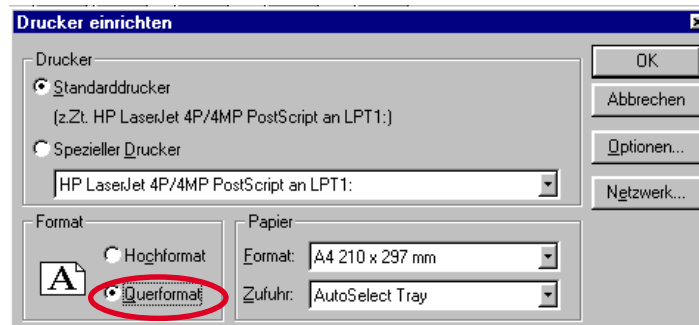 Drucker einrichten
Drucker
Standarddrucker
(z.Zt. HP LaserJet 4P/4MP PostScript an LPT1:)
Spezieller Drucker
HP LaserJet 4P/4MP PostScript an LPT1:
Format
Hochformat
Querformat
A
Papier
Format: A4 210 x 297 mm
Zufuhr: AutoSelect Tray
OK
Abbrechen
Optionen...
Netzwerk...